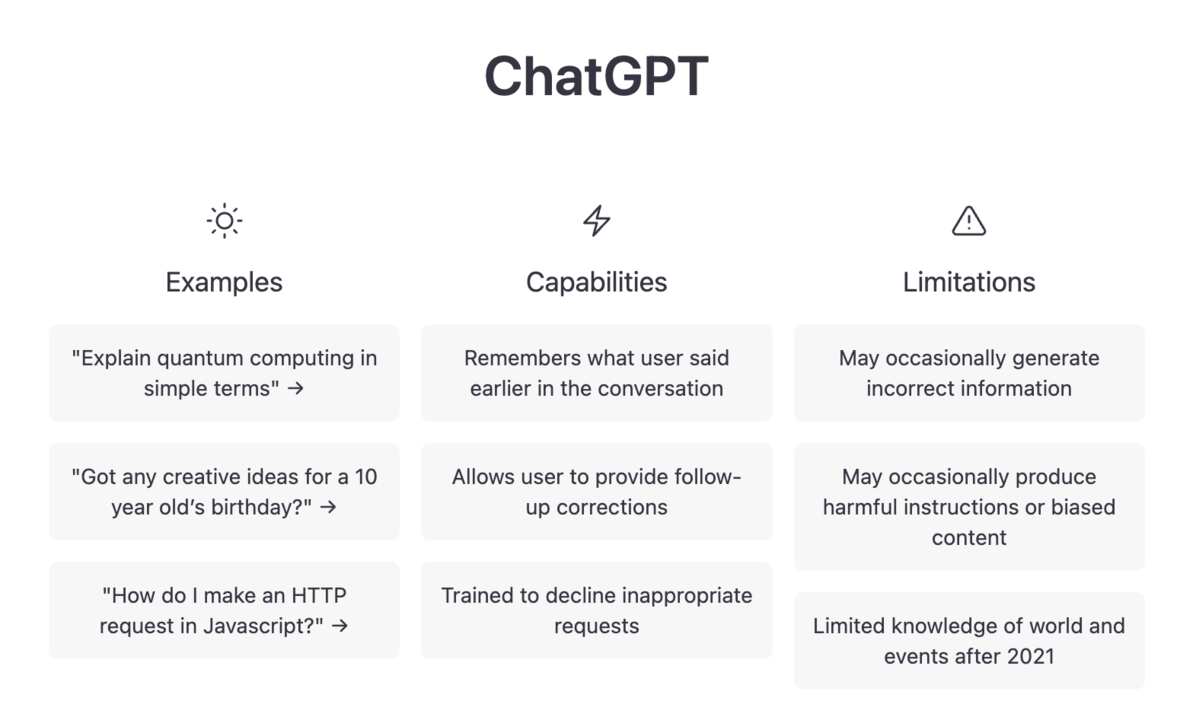 ChatGPT
Examples
"Explain quantum computing in
simple terms" →
"Got any creative ideas for a 10
year old’s birthday?" →
"How do I make an HTTP
request in Javascript?" →
Capabilities
Remembers what user said
earlier in the conversation
Allows user to provide follow-
up corrections
Trained to decline inappropriate
requests
Limitations
May occasionally generate
incorrect information
May occasionally produce
harmful instructions or biased
content
Limited knowledge of world and
events after 2021